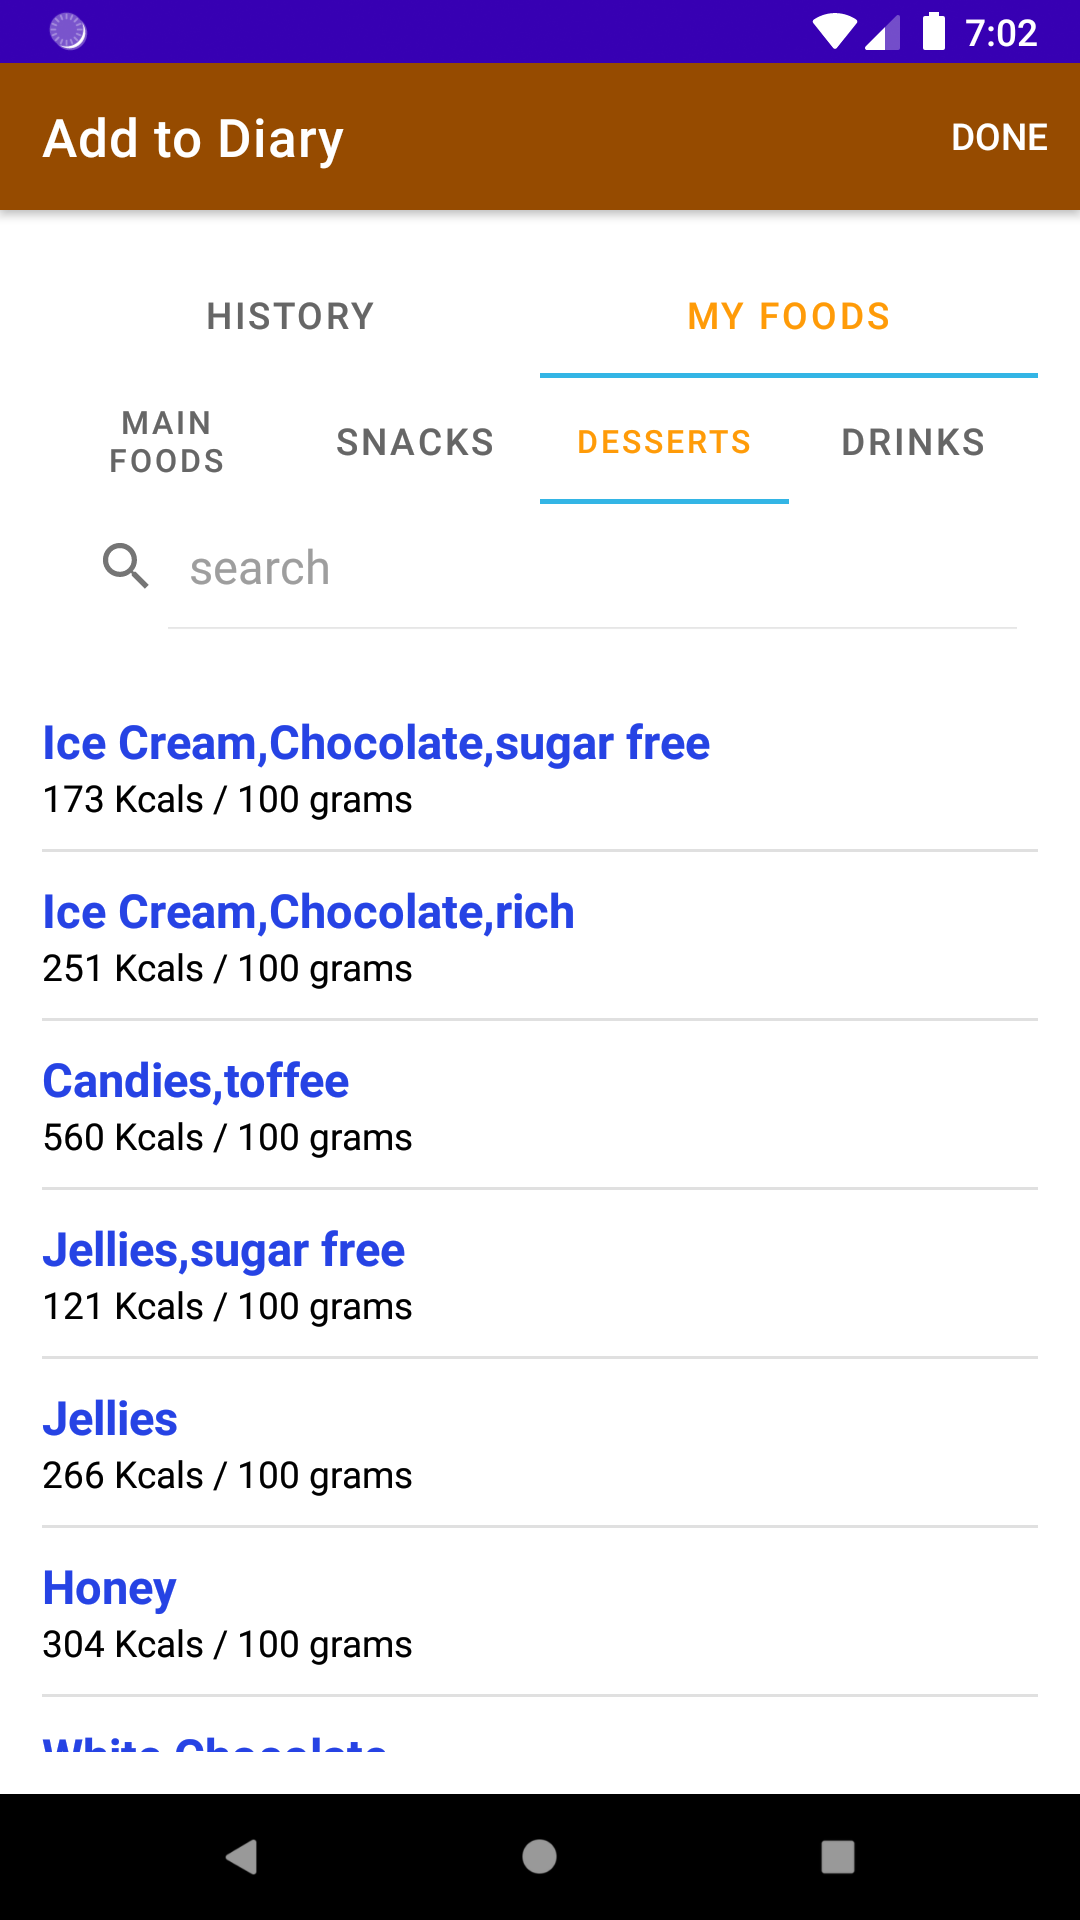 7:02
Add to Diary
DONE
HISTORY
MY FOODS
MAIN FOODS
SNACKS
DESSERTS
DRINKS
search
Ice Cream,Chocolate,sugar free
173 Kcals / 100 grams
Ice Cream,Chocolate,rich
251 Kcals / 100 grams
Candies,toffee
560 Kcals / 100 grams
Jellies,sugar free
121 Kcals / 100 grams
Jellies
266 Kcals / 100 grams
Honey
304 Kcals / 100 grams
White Chocolate